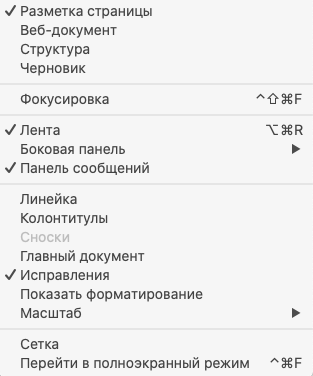 ✓ Разметка страницы
Веб-документ
Структура
Черновик
Фокусировка ^⇧⌘F
✓ Лента ⌥⌘R
Боковая панель ▶
✓ Панель сообщений
Линейка
Колонтитулы
Сноски
Главный документ
✓ Исправления
Показать форматирование
Масштаб ▶
Сетка
Перейти в полноэкранный режим ^⌘F